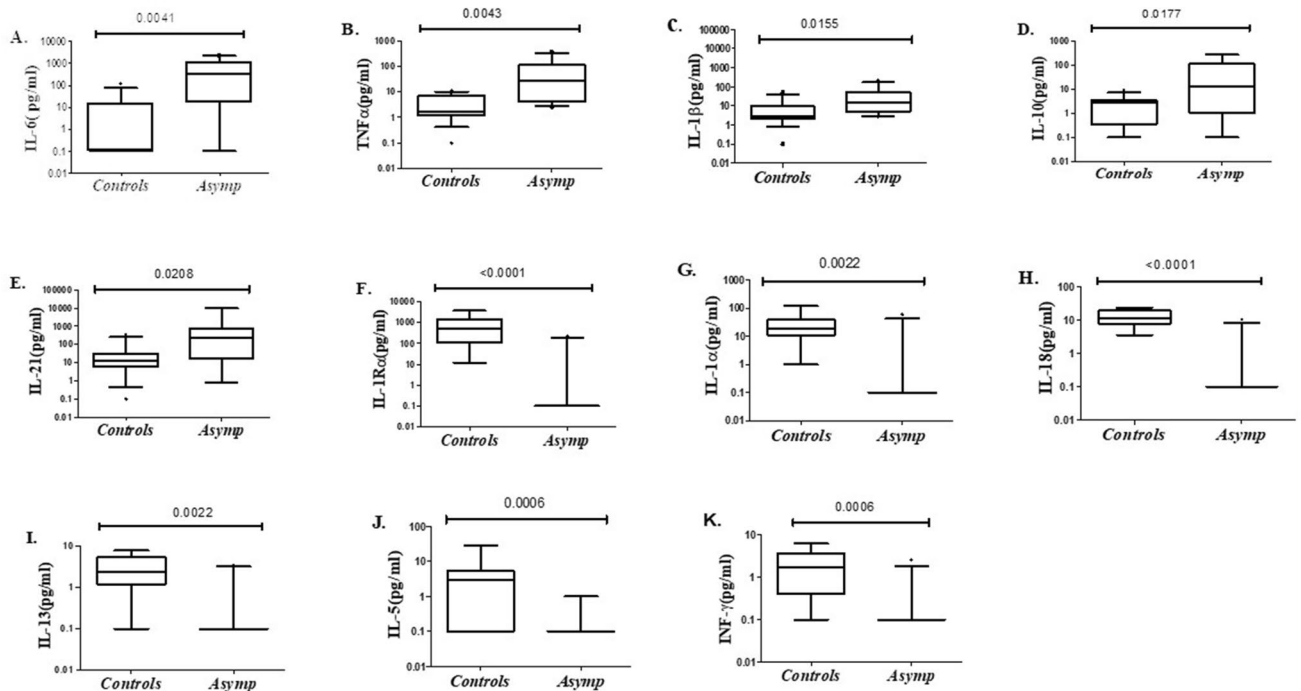 A.
0.0041
IL-6( pg/ml)
10000
1000
100
10
1
0.1
0.01
Controls Asymp
B.
0.0043
TNFα(pg/ml)
10000
1000
100
10
1
0.1
0.01
Controls Asymp
C.
0.0155
IL-1β(pg/ml)
100000
10000
1000
100
10
1
0.1
0.01
Controls Asymp
D.
0.0177
IL-10(pg/ml)
1000
100
10
1
0.1
0.01
Controls Asymp
E.
0.0208
IL-21(pg/ml)
100000
10000
1000
100
10
1
0.1
0.01
Controls Asymp
F.
<0.0001
IL-1Rα(pg/ml)
10000
1000
100
10
1
0.1
0.01
Controls Asymp
G.
0.0022
IL-1α(pg/ml)
1000
100
10
1
0.1
0.01
Controls Asymp
H.
<0.0001
IL-18(pg/ml)
100
10
1
0.1
0.01
Controls Asymp
I.
0.0022
IL-13(pg/ml)
10
1
0.1
0.01
Controls Asymp
J.
0.0006
IL-5(pg/ml)
100
10
1
0.1
0.01
Controls Asymp
K.
0.0006
INF-γ(pg/ml)
10
1
0.1
0.01
Controls Asymp